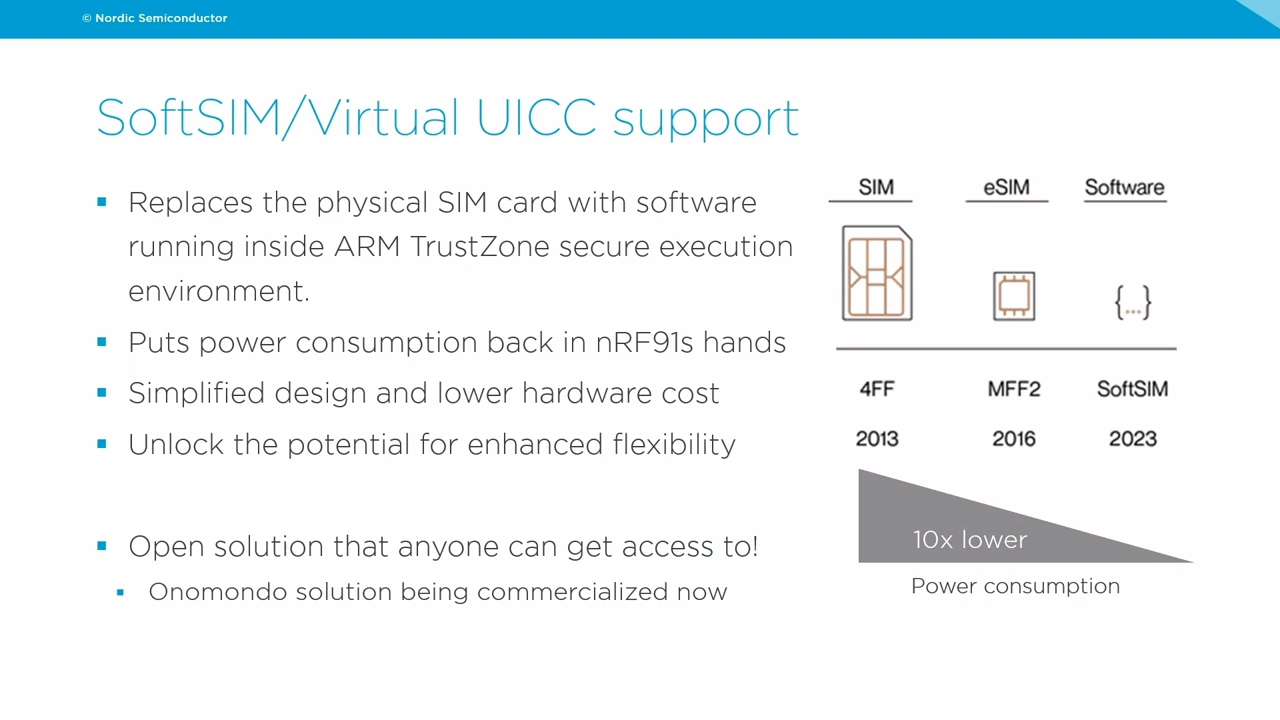 © Nordic Semiconductor
SoftSIM/Virtual UICC support
▪ Replaces the physical SIM card with software
running inside ARM TrustZone secure execution
environment.
▪ Puts power consumption back in nRF91s hands
▪ Simplified design and lower hardware cost
▪ Unlock the potential for enhanced flexibility
▪ Open solution that anyone can get access to!
▪ Onomondo solution being commercialized now
SIM eSIM Software
{...}
4FF MFF2 SoftSIM
2013 2016 2023
10x lower
Power consumption